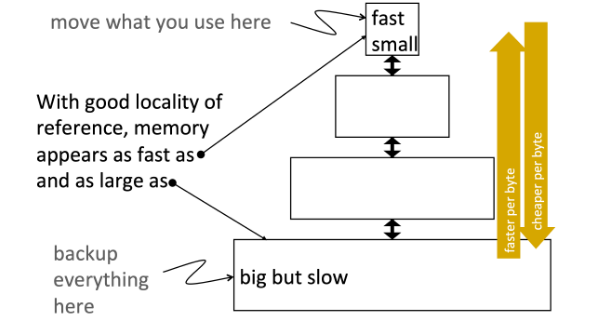 move what you use here
fast
small
With good locality of
reference, memory
appears as fast as
and as large as
faster per byte
cheaper per byte
backup
everything
here
big but slow